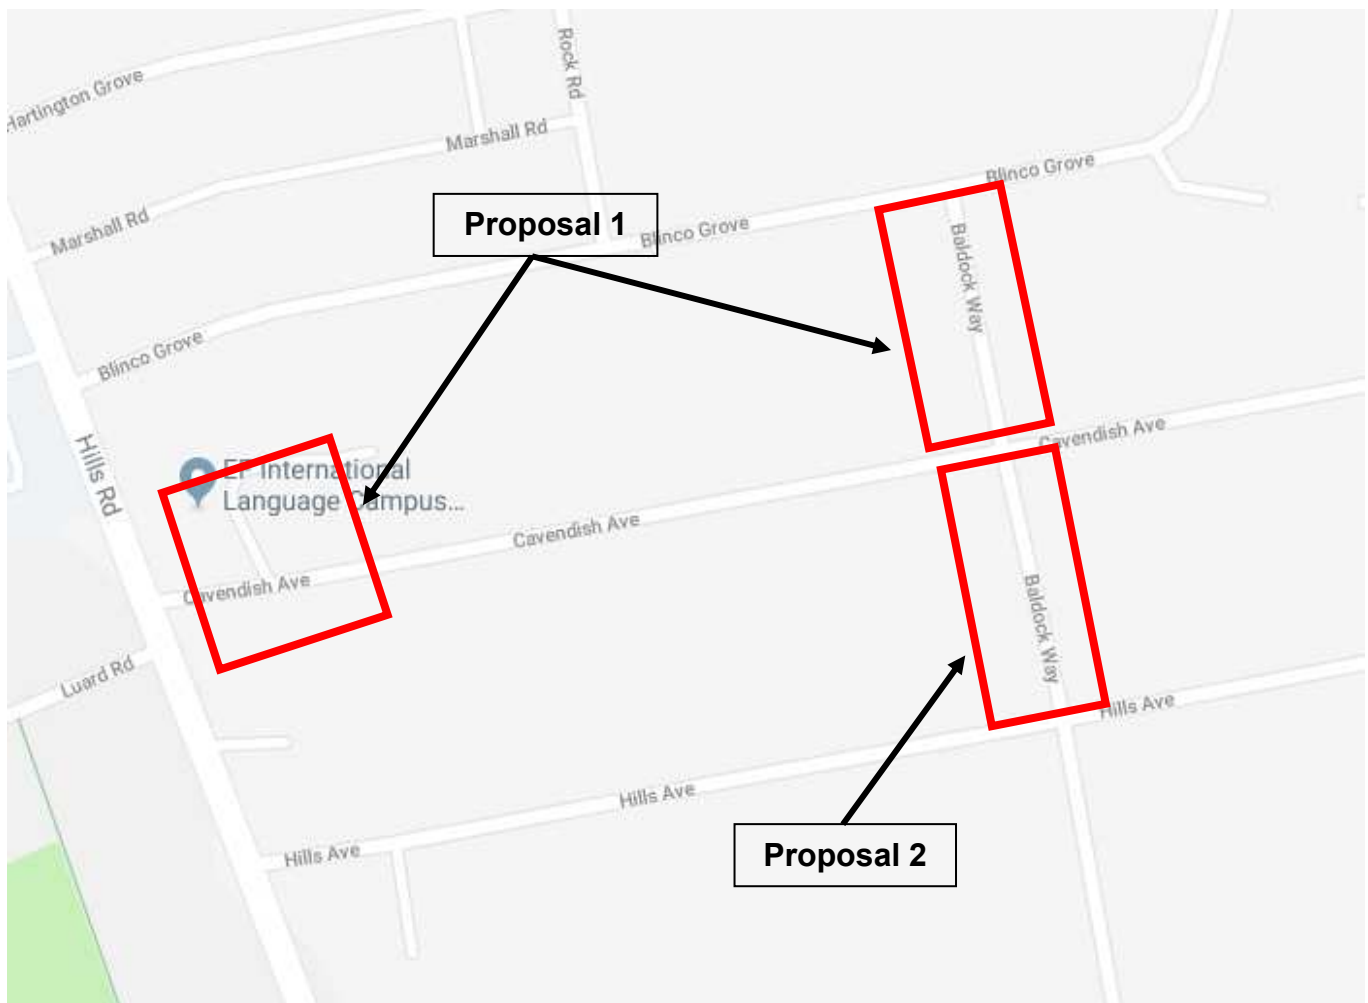 Hartington Grove
Rock Rd
Marshall Rd
Marshall Rd
Proposal 1
Blinco Grove
Blinco Grove
Blinco Grove
Baldock Way
Hills Rd
EF International
Language Campus...
Cavendish Ave
Cavendish Ave
Cavendish Ave
Baldock Way
Luard Rd
Hills Ave
Hills Ave
Hills Ave
Proposal 2